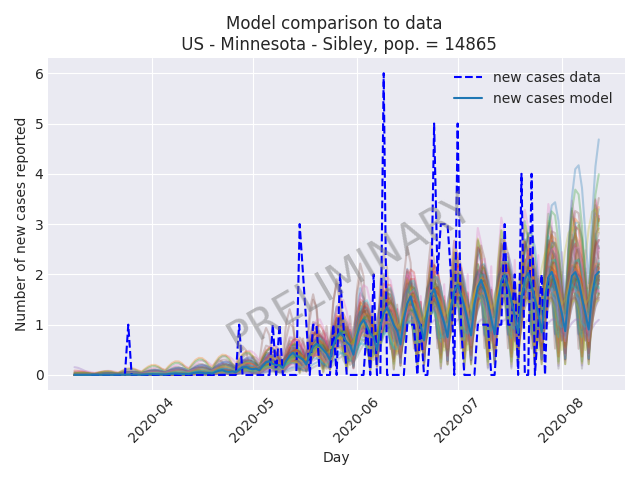 Model comparison to data
US - Minnesota - Sibley, pop. = 14865
Number of new cases reported
6
5
4
3
2
1
0
new cases data
new cases model
PRELIMINARY
2020-04
2020-05
2020-06
2020-07
2020-08
Day